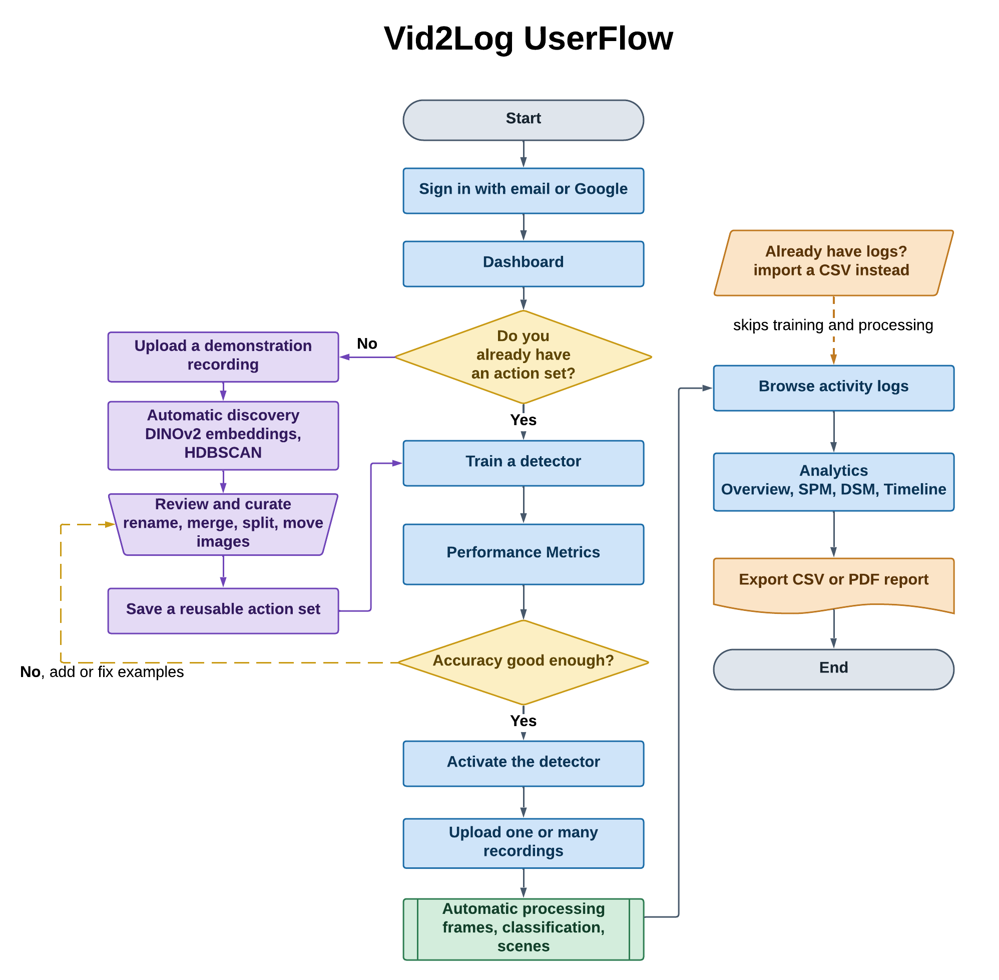 Vid2Log UserFlow
Start
Sign in with email or Google
Dashboard
Do you
already have
an action set?
No
Yes
Upload a demonstration
recording
Automatic discovery
DINOv2 embeddings,
HDBSCAN
Review and curate
rename, merge, split, move
images
Save a reusable action set
Train a detector
Performance Metrics
Accuracy good enough?
No, add or fix examples
Yes
Activate the detector
Upload one or many
recordings
Automatic processing
frames, classification,
scenes
Already have logs?
import a CSV instead
skips training and processing
Browse activity logs
Analytics
Overview, SPM, DSM, Timeline
Export CSV or PDF report
End